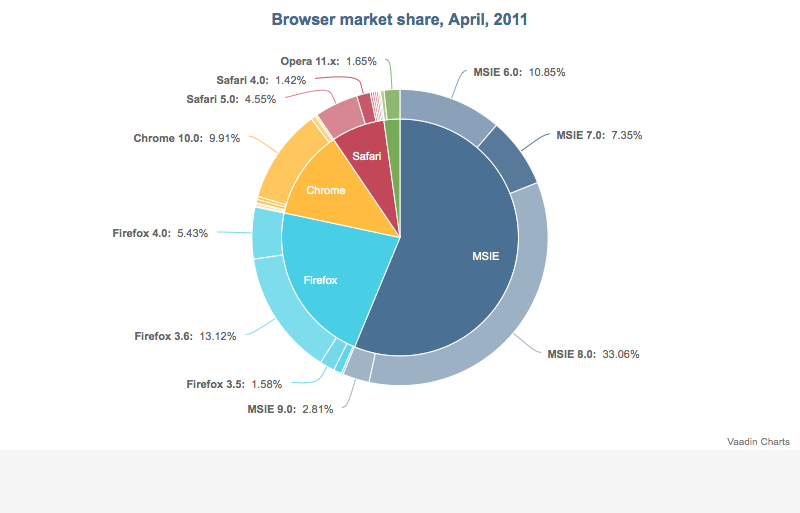 Browser market share, April, 2011
Opera 11.x: 1.65%
MSIE 6.0: 10.85%
Safari 4.0: 1.42%
Safari 5.0: 4.55%
MSIE 7.0: 7.35%
Chrome 10.0: 9.91%
Safari
Chrome
Firefox 4.0: 5.43%
MSIE
Firefox
Firefox 3.6: 13.12%
MSIE 8.0: 33.06%
Firefox 3.5: 1.58%
MSIE 9.0: 2.81%
Vaadin Charts